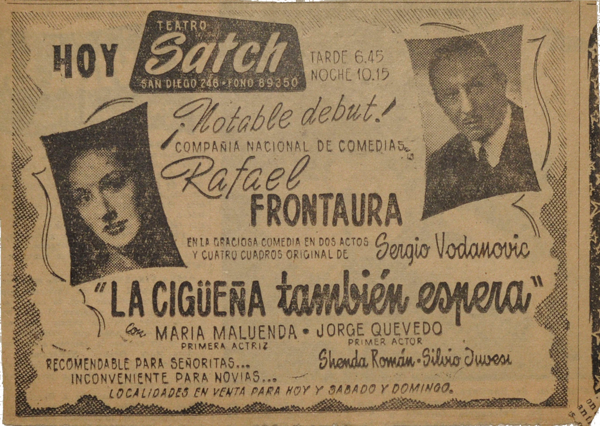 HOY
TEATRO
Satch
SAN DIEGO 246 - FONO 89250
TARDE 6.45
NOCHE 10.15
¡Notable debut!
COMPAÑIA NACIONAL DE COMEDIAS
Rafael
FRONTAURA
EN LA GRACIOSA COMEDIA EN DOS ACTOS
Y CUATRO CUADROS ORIGINAL DE Sergio Vodanovic
"LA CIGÜEÑA también espera"
con MARIA MALUENDA • JORGE QUEVEDO
PRIMERA ACTRIZ PRIMER ACTOR
Shenda Román - Silvio Juvesi
RECOMENDABLE PARA SEÑORITAS...
INCONVENIENTE PARA NOVIAS...
LOCALIDADES EN VENTA PARA HOY Y SABADO Y DOMINGO.